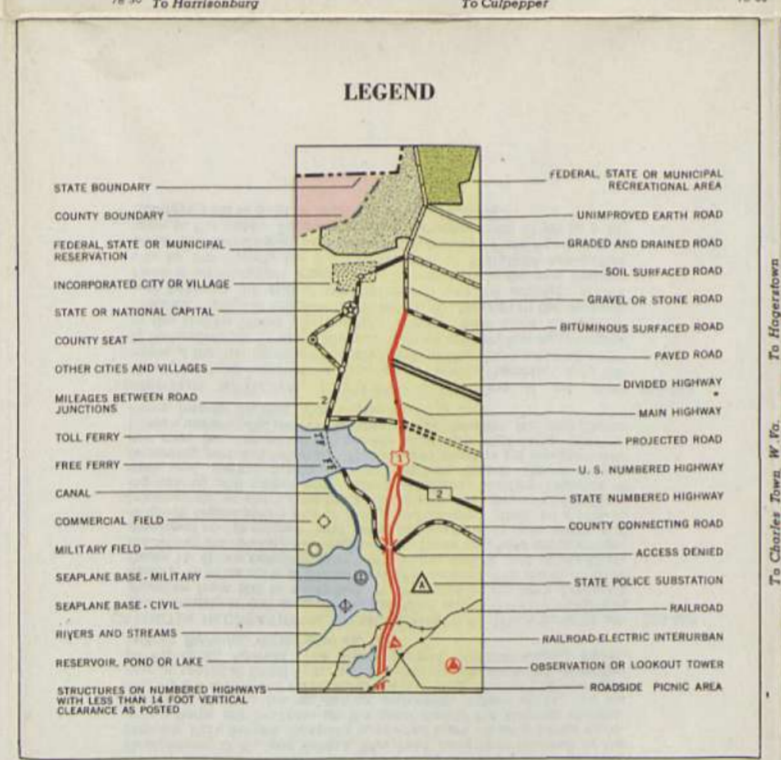 To Harrisonburg
To Culpepper
LEGEND
STATE BOUNDARY
COUNTY BOUNDARY
FEDERAL, STATE OR MUNICIPAL
RESERVATION
INCORPORATED CITY OR VILLAGE
STATE OR NATIONAL CAPITAL
COUNTY SEAT
OTHER CITIES AND VILLAGES
MILEAGES BETWEEN ROAD
JUNCTIONS
TOLL FERRY
FREE FERRY
CANAL
COMMERCIAL FIELD
MILITARY FIELD
SEAPLANE BASE - MILITARY
SEAPLANE BASE - CIVIL
RIVERS AND STREAMS
RESERVOIR, POND OR LAKE
STRUCTURES ON NUMBERED HIGHWAYS
WITH LESS THAN 14 FOOT VERTICAL
CLEARANCE AS POSTED
2
TF
FF
1
2
FEDERAL, STATE OR MUNICIPAL
RECREATIONAL AREA
UNIMPROVED EARTH ROAD
GRADED AND DRAINED ROAD
SOIL SURFACED ROAD
GRAVEL OR STONE ROAD
BITUMINOUS SURFACED ROAD
PAVED ROAD
DIVIDED HIGHWAY
MAIN HIGHWAY
PROJECTED ROAD
U. S. NUMBERED HIGHWAY
STATE NUMBERED HIGHWAY
COUNTY CONNECTING ROAD
ACCESS DENIED
STATE POLICE SUBSTATION
RAILROAD
RAILROAD-ELECTRIC INTERURBAN
OBSERVATION OR LOOKOUT TOWER
ROADSIDE PICNIC AREA
To Hagerstown
To Charles Town, W.Va.